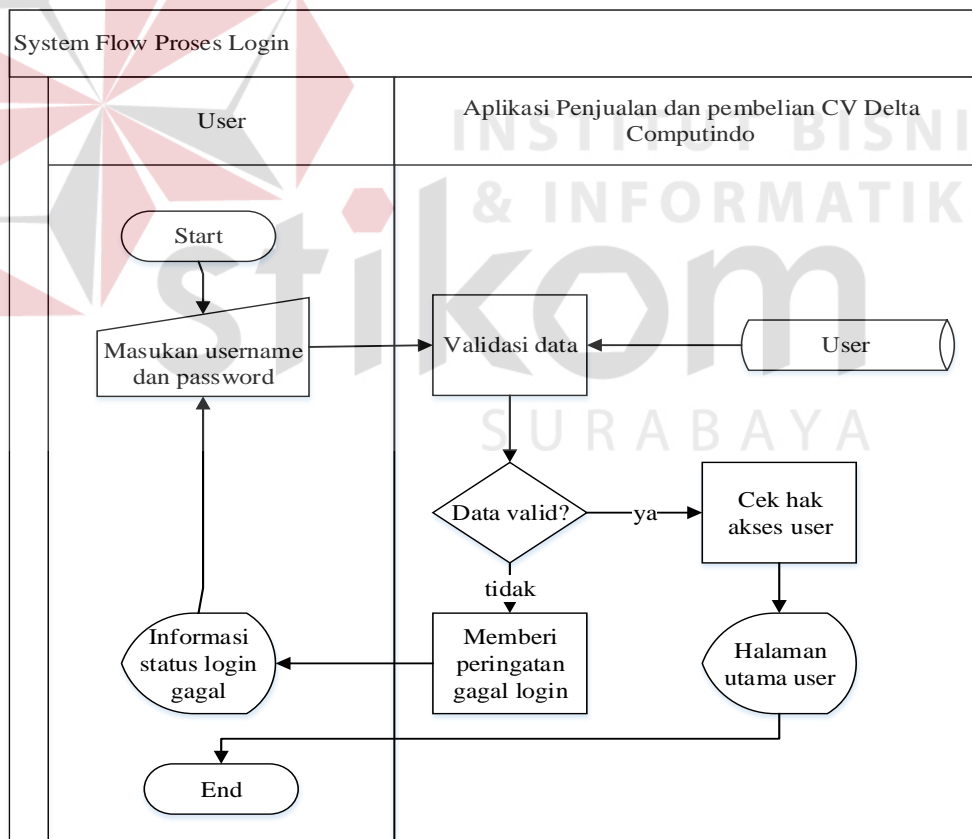 System Flow Proses Login
User
Aplikasi Penjualan dan pembelian CV Delta
Computindo
INSTITUT BISNI
& INFORMATIK
stikom
SURABAYA
Start
Masukan username
dan password
Validasi data
User
Data valid?
ya
Cek hak
akses user
tidak
Informasi
status login
gagal
Memberi
peringatan
gagal login
Halaman
utama user
End